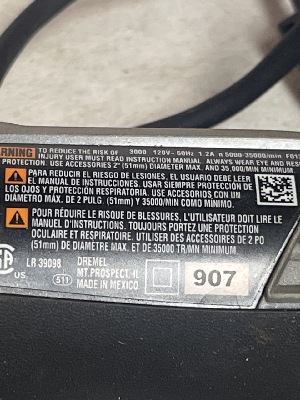 WARNING TO REDUCE THE RISK OF 3000 120V~60Hz 1.2A n 5000-35000/min
INJURY USER MUST READ INSTRUCTION MANUAL. ALWAYS WEAR EYE AND
PROTECTION. USE ACCESSORIES 2" (51mm) DIAMETER MAX. AND 35,000/MIN MINIMUM
PARA REDUCIR EL RIESGO DE LESIONES, EL USUARIO DEBE LEER
EL MANUAL DE INSTRUCCIONES. USAR SIEMPRE PROTECCIÓN DE
LOS OJOS Y PROTECCIÓN RESPIRATORIA. USE ACCESORIOS CON UN
DIÁMETRO MÁX. DE 2 PULG (51mm) Y 35000/MIN COMO MÍNIMO.
POUR RÉDUIRE LE RISQUE DE BLESSURES, L'UTILISATEUR DOIT LIRE LE
MANUEL D'INSTRUCTIONS. TOUJOURS PORTEZ UNE PROTECTION
OCULAIRE ET RESPIRATOIRE. UTILISER DES ACCESSOIRES DE 2 PO
(51mm) DE DIAMETRE MAX. ET DE 35000 TR/MN MINIMUM.
SA
US
LR 39098
511
DREMEL
MT. PROSPECT, IL
MADE IN MEXICO
907